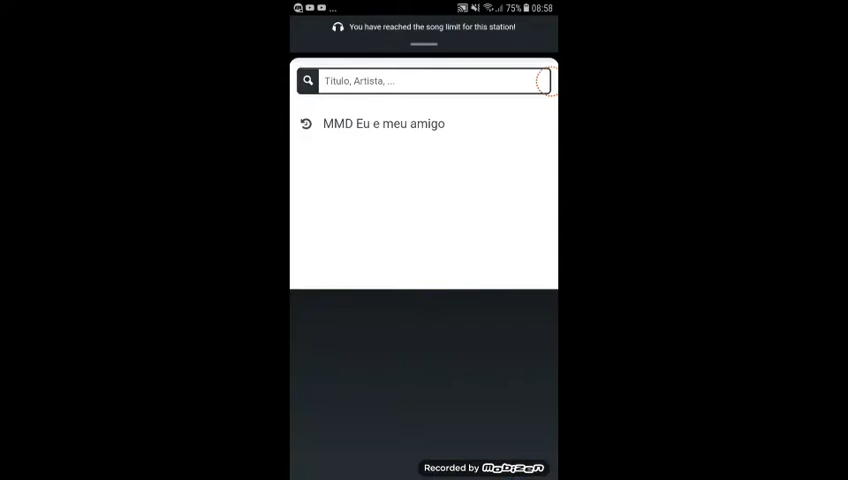 ... 75% 08:58
You have reached the song limit for this station!
Título, Artista, ...
MMD Eu e meu amigo
Recorded by mobizen